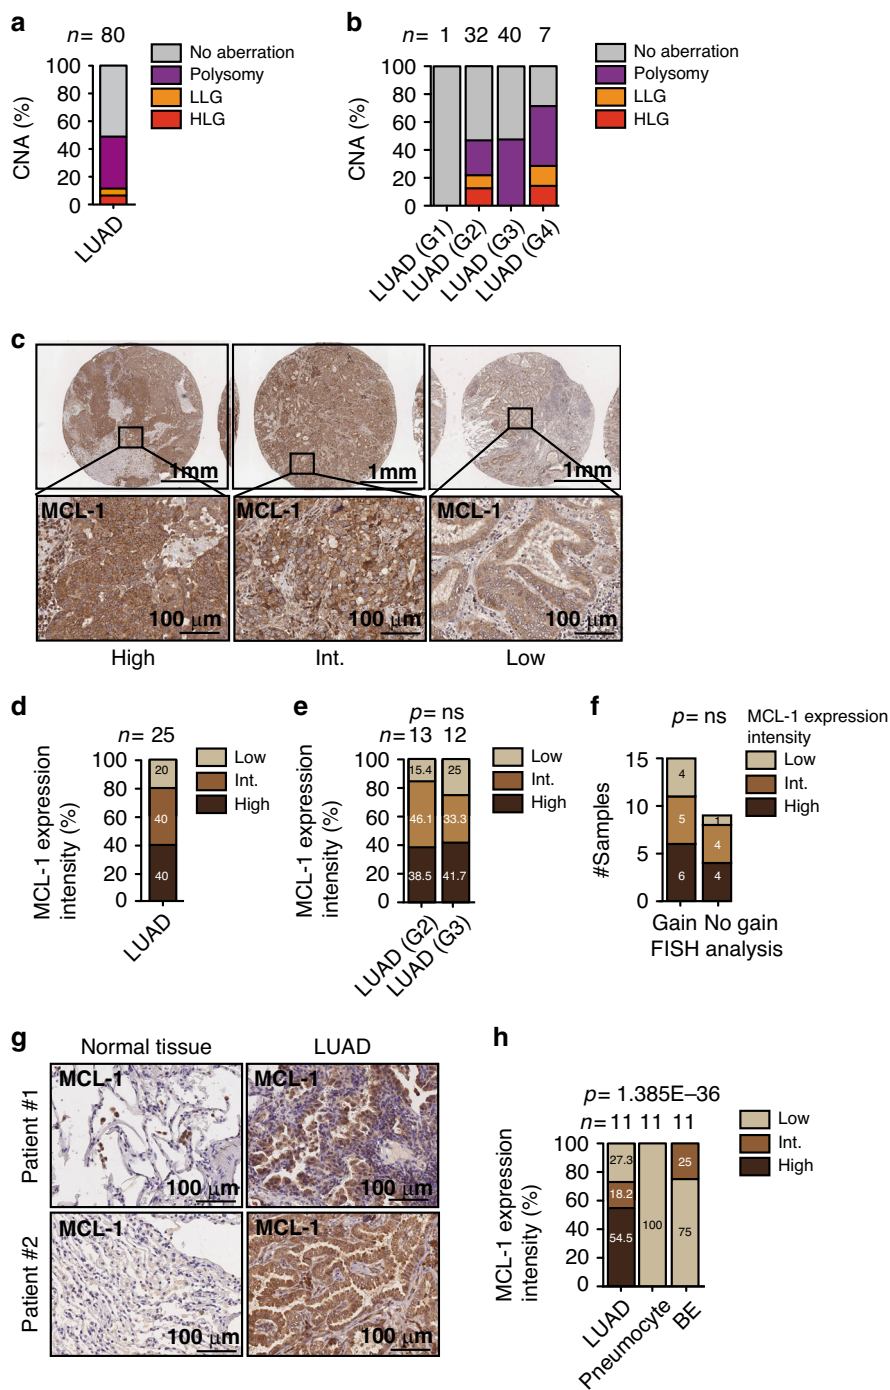 a
n= 80
No aberration
Polysomy
LLG
HLG
CNA (%)
100
80
60
40
20
0
LUAD
b
n= 1 32 40 7
No aberration
Polysomy
LLG
HLG
CNA (%)
100
80
60
40
20
0
LUAD (G1)
LUAD (G2)
LUAD (G3)
LUAD (G4)
c
1mm
1mm
1mm
MCL-1
MCL-1
MCL-1
100 μm
100 μm
100 μm
High
Int.
Low
d
n= 25
MCL-1 expression
intensity (%)
100
80
60
40
20
0
20
40
40
Low
Int.
High
LUAD
e
p= ns
n= 13 12
MCL-1 expression
intensity (%)
100
80
60
40
20
0
15.4
25
46.1
33.3
38.5
41.7
Low
Int.
High
LUAD (G2)
LUAD (G3)
f
p= ns
MCL-1 expression
intensity
Low
Int.
High
#Samples
15
10
5
0
4
5
6
1
4
4
Gain No gain
FISH analysis
g
Normal tissue
LUAD
Patient #1
MCL-1
MCL-1
100 μm
100 μm
Patient #2
MCL-1
MCL-1
100 μm
100 μm
h
p= 1.385E–36
n= 11 11 11
Low
Int.
High
MCL-1 expression
intensity (%)
100
80
60
40
20
0
27.3
18.2
54.5
100
25
75
LUAD
Pneumocyte
BE